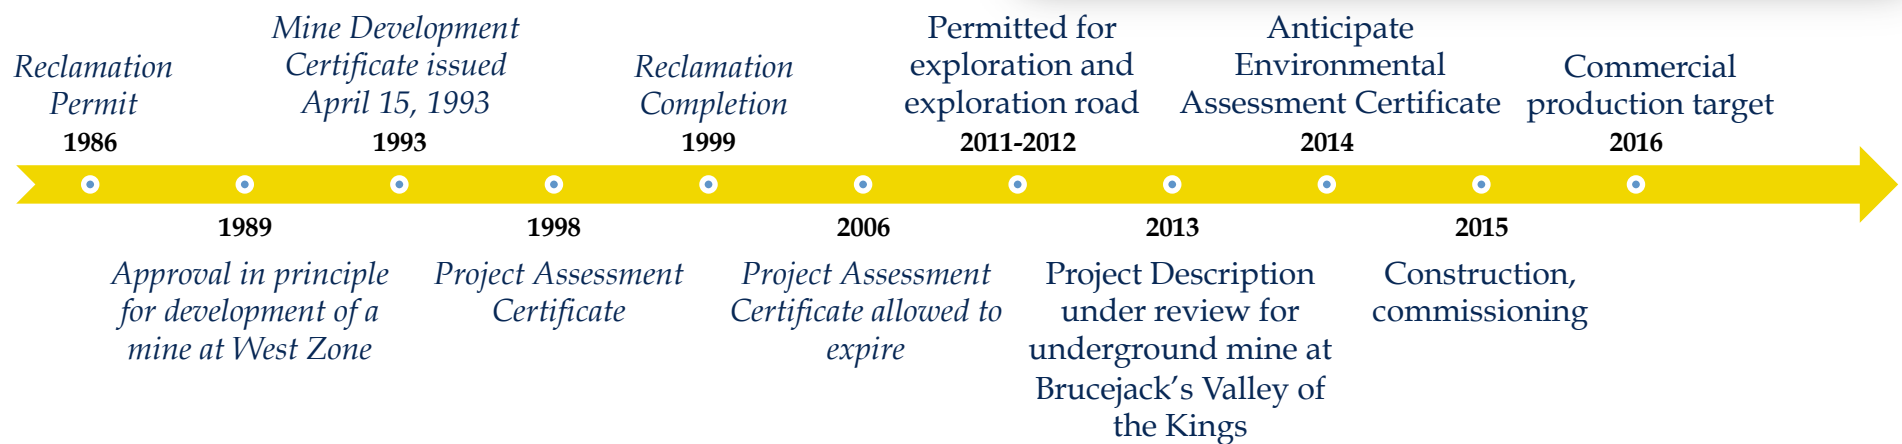 Reclamation
Permit
1986
Mine Development
Certificate issued
April 15, 1993
1993
Reclamation
Completion
1999
Permitted for
exploration and
exploration road
2011-2012
Anticipate
Environmental
Assessment Certificate
2014
Commercial
production target
2016
1989
Approval in principle
for development of a
mine at West Zone
1998
Project Assessment
Certificate
2006
Project Assessment
Certificate allowed to
expire
2013
Project Description
under review for
underground mine at
Brucejack’s Valley of
the Kings
2015
Construction,
commissioning